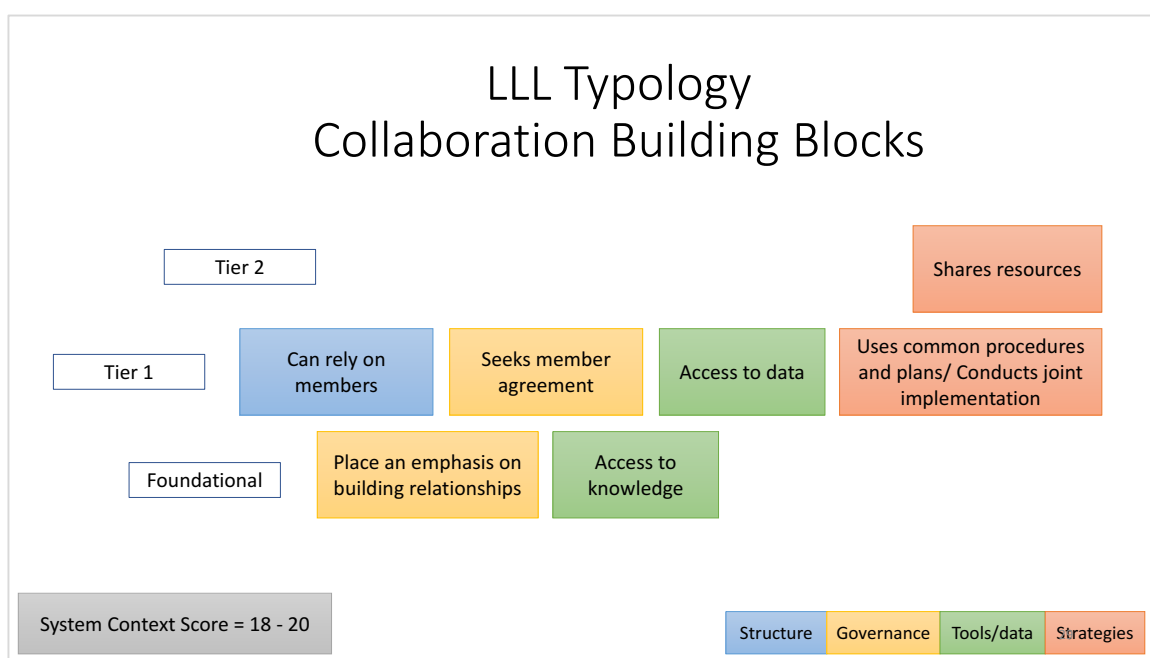 LLL Typology
Collaboration Building Blocks
Tier 2
Shares resources
Tier 1
Can rely on
members
Seeks member
agreement
Access to data
Uses common procedures
and plans/ Conducts joint
implementation
Foundational
Place an emphasis on
building relationships
Access to
knowledge
System Context Score = 18 - 20
Structure
Governance
Tools/data
Strategies